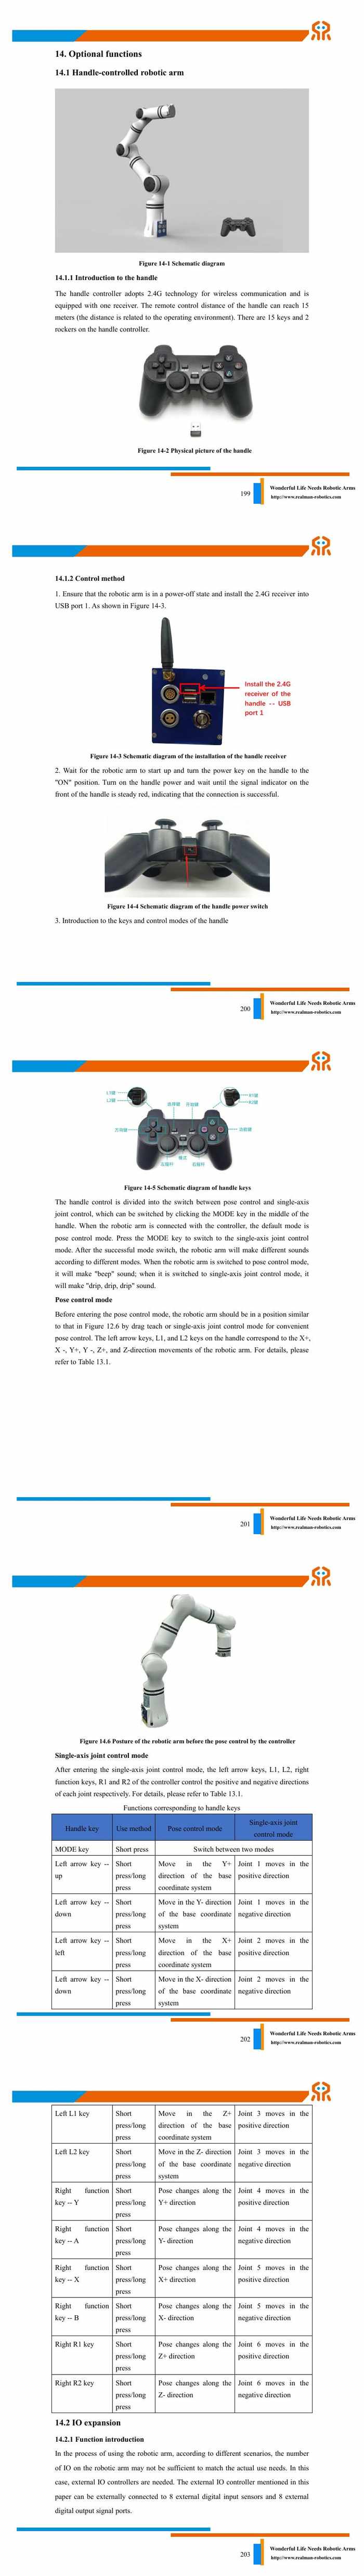 14. Optional functions
14.1 Handle-controlled robotic arm
Figure 14-1 Schematic diagram
14.1.1 Introduction to the handle
The handle controller adopts 2.4G technology for wireless communication and is
equipped with one receiver. The remote control distance of the handle can reach 15
meters (the distance is related to the operating environment). There are 15 keys and 2
rockers on the handle controller.
Figure 14-2 Physical picture of the handle
199
Wonderful Life Needs Robotic Arms
http://www.realman-robotics.com
14.1.2 Control method
1. Ensure that the robotic arm is in a power-off state and install the 2.4G receiver into
USB port 1. As shown in Figure 14-3.
Install the 2.4G
receiver of the
handle -- USB
port 1
Figure 14-3 Schematic diagram of the installation of the handle receiver
2. Wait for the robotic arm to start up and turn the power key on the handle to the
"ON" position. Turn on the handle power and wait until the signal indicator on the
front of the handle is steady red, indicating that the connection is successful.
Figure 14-4 Schematic diagram of the handle power switch
3. Introduction to the keys and control modes of the handle
200
Wonderful Life Needs Robotic Arms
http://www.realman-robotics.com
Figure 14-5 Schematic diagram of handle keys
The handle control is divided into the switch between pose control and single-axis
joint control, which can be switched by clicking the MODE key in the middle of the
handle. When the robotic arm is connected with the controller, the default mode is
pose control mode. Press the MODE key to switch to the single-axis joint control
mode. After the successful mode switch, the robotic arm will make different sounds
according to different modes. When the robotic arm is switched to pose control mode,
it will make "beep" sound; when it is switched to single-axis joint control mode, it
will make "drip, drip, drip" sound.
Pose control mode
Before entering the pose control mode, the robotic arm should be in a position similar
to that in Figure 12.6 by drag teach or single-axis joint control mode for convenient
pose control. The left arrow keys, L1, and L2 keys on the handle correspond to the X+,
X -, Y+, Y -, Z+, and Z-direction movements of the robotic arm. For details, please
refer to Table 13.1.
201
Wonderful Life Needs Robotic Arms
http://www.realman-robotics.com
Figure 14.6 Posture of the robotic arm before the pose control by the controller
Single-axis joint control mode
After entering the single-axis joint control mode, the left arrow keys, L1, L2, right
function keys, R1 and R2 of the controller control the positive and negative directions
of each joint respectively. For details, please refer to Table 13.1.
Functions corresponding to handle keys
Handle key Use method Pose control mode Single-axis joint
control mode
MODE key Short press Switch between two modes
Left arrow key -- Short Move in the Y+ Joint 1 moves in the
up press/long direction of the base positive direction
press coordinate system
Left arrow key -- Short Move in the Y- direction Joint 1 moves in the
down press/long of the base coordinate negative direction
press system
Left arrow key -- Short Move in the X+ Joint 2 moves in the
left press/long direction of the base positive direction
press coordinate system
Left arrow key -- Short Move in the X- direction Joint 2 moves in the
down press/long of the base coordinate negative direction
press system
202
Wonderful Life Needs Robotic Arms
http://www.realman-robotics.com
Left L1 key Short Move in the Z+ Joint 3 moves in the
press/long direction of the base positive direction
press coordinate system
Left L2 key Short Move in the Z- direction Joint 3 moves in the
press/long of the base coordinate negative direction
press system
Right function Short Pose changes along the Joint 4 moves in the
key -- Y press/long Y+ direction positive direction
press
Right function Short Pose changes along the Joint 4 moves in the
key -- A press/long Y- direction negative direction
press
Right function Short Pose changes along the Joint 5 moves in the
key -- X press/long X+ direction positive direction
press
Right function Short Pose changes along the Joint 5 moves in the
key -- B press/long X- direction negative direction
press
Right R1 key Short Pose changes along the Joint 6 moves in the
press/long Z+ direction positive direction
press
Right R2 key Short Pose changes along the Joint 6 moves in the
press/long Z- direction negative direction
press
14.2 IO expansion
14.2.1 Function introduction
In the process of using the robotic arm, according to different scenarios, the number
of IO on the robotic arm may not be sufficient to match the actual use needs. In this
case, external IO controllers are needed. The external IO controller mentioned in this
paper can be externally connected to 8 external digital input sensors and 8 external
digital output signal ports.
203
Wonderful Life Needs Robotic Arms
http://www.realman-robotics.com